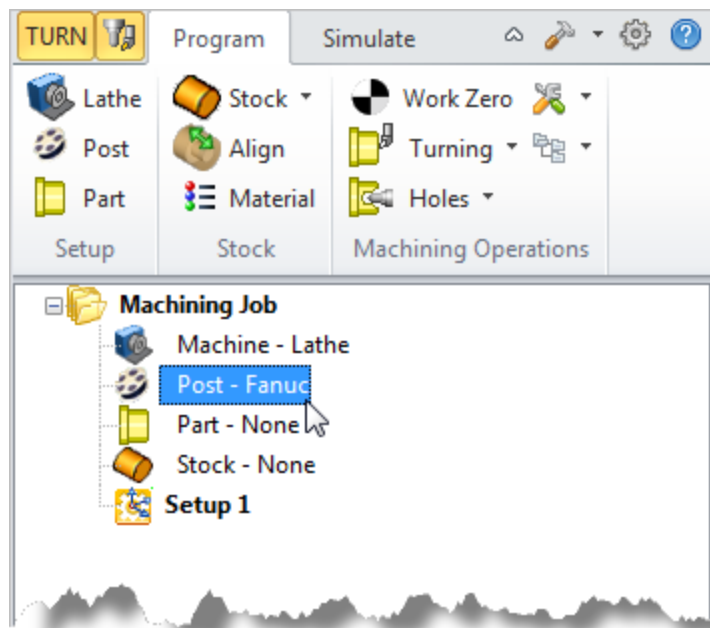 TURN Program Simulate
Lathe Stock Work Zero
Post Align Turning
Part Material Holes
Setup Stock Machining Operations
Machining Job
Machine - Lathe
Post - Fanuc
Part - None
Stock - None
Setup 1